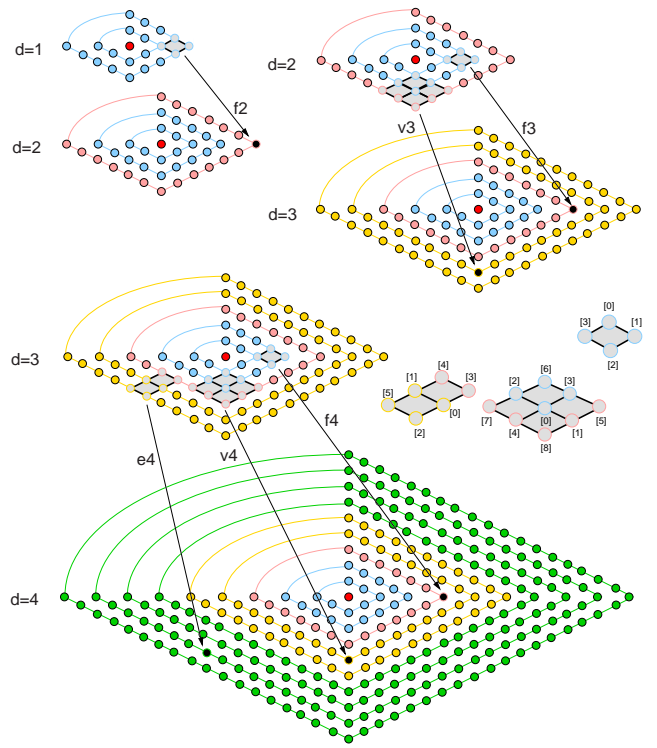 d=1
d=2
f2
v3
f3
d=2
d=3
[0]
[3]
[1]
[2]
d=3
[4]
[1]
[3]
[5]
[0]
[2]
[6]
[2]
[3]
[7]
[0]
[5]
[4]
[1]
[8]
f4
e4
v4
d=4